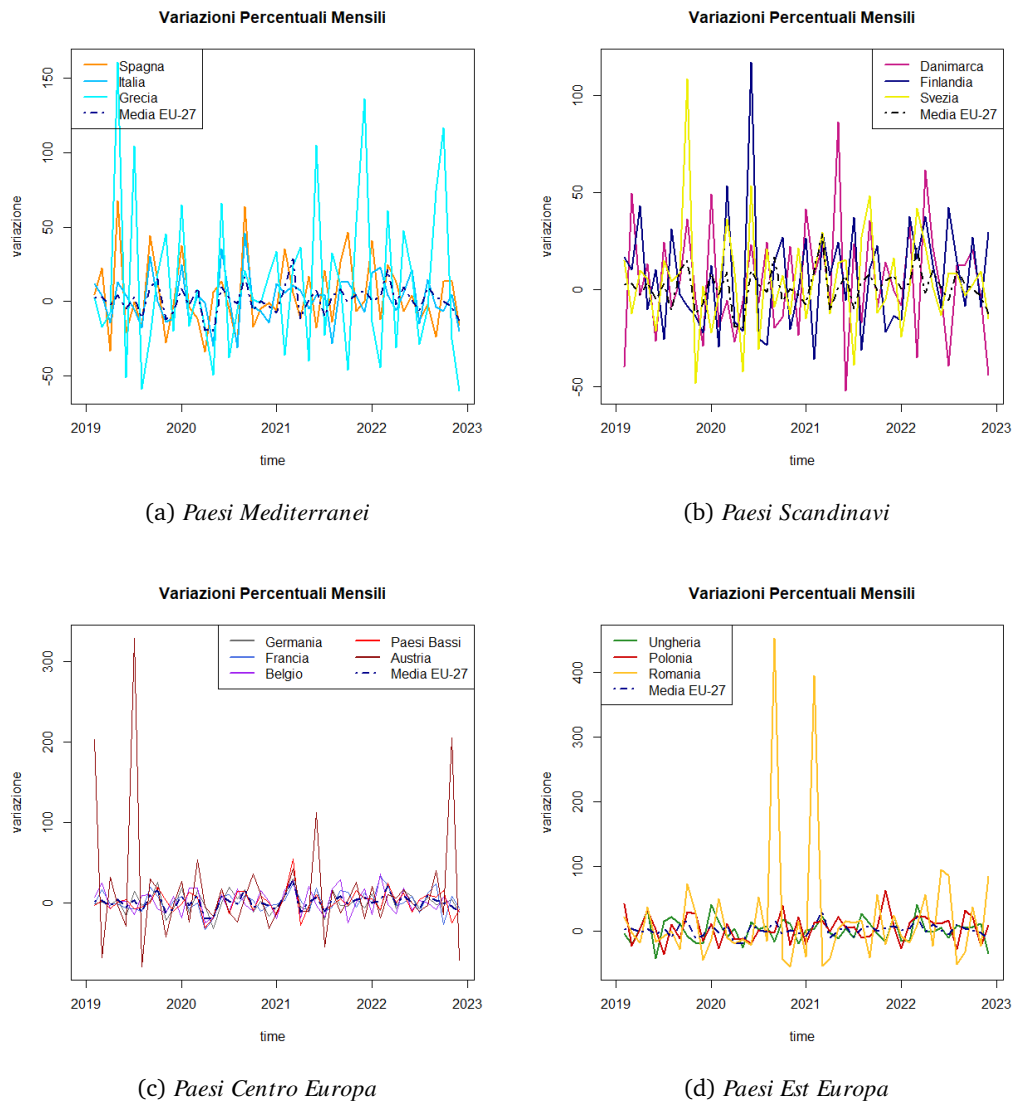 Variazioni Percentuali Mensili
Spagna
Italia
Grecia
Media EU-27
variazione
150
100
50
0
-50
2019
2020
2021
2022
2023
time
(a) Paesi Mediterranei
Variazioni Percentuali Mensili
Danimarca
Finlandia
Svezia
Media EU-27
variazione
100
50
0
-50
2019
2020
2021
2022
2023
time
(b) Paesi Scandinavi
Variazioni Percentuali Mensili
Germania
Francia
Belgio
Paesi Bassi
Austria
Media EU-27
variazione
300
200
100
0
2019
2020
2021
2022
2023
time
(c) Paesi Centro Europa
Variazioni Percentuali Mensili
Ungheria
Polonia
Romania
Media EU-27
variazione
400
300
200
100
0
2019
2020
2021
2022
2023
time
(d) Paesi Est Europa